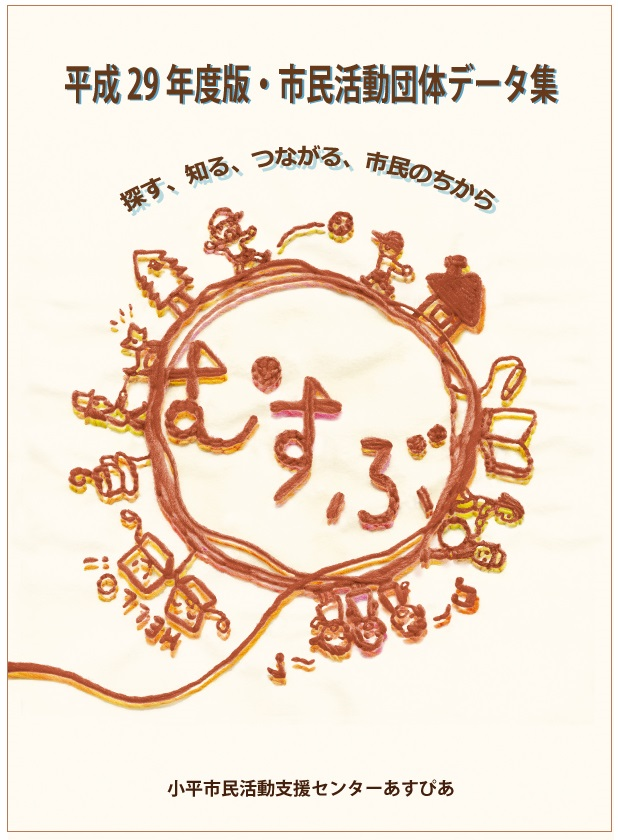 平成29年度版・市民活動団体データ集
探す、知る、つながる、市民のちから
むすぶ
HELLO!!
小平市民活動支援センターあすぴあ